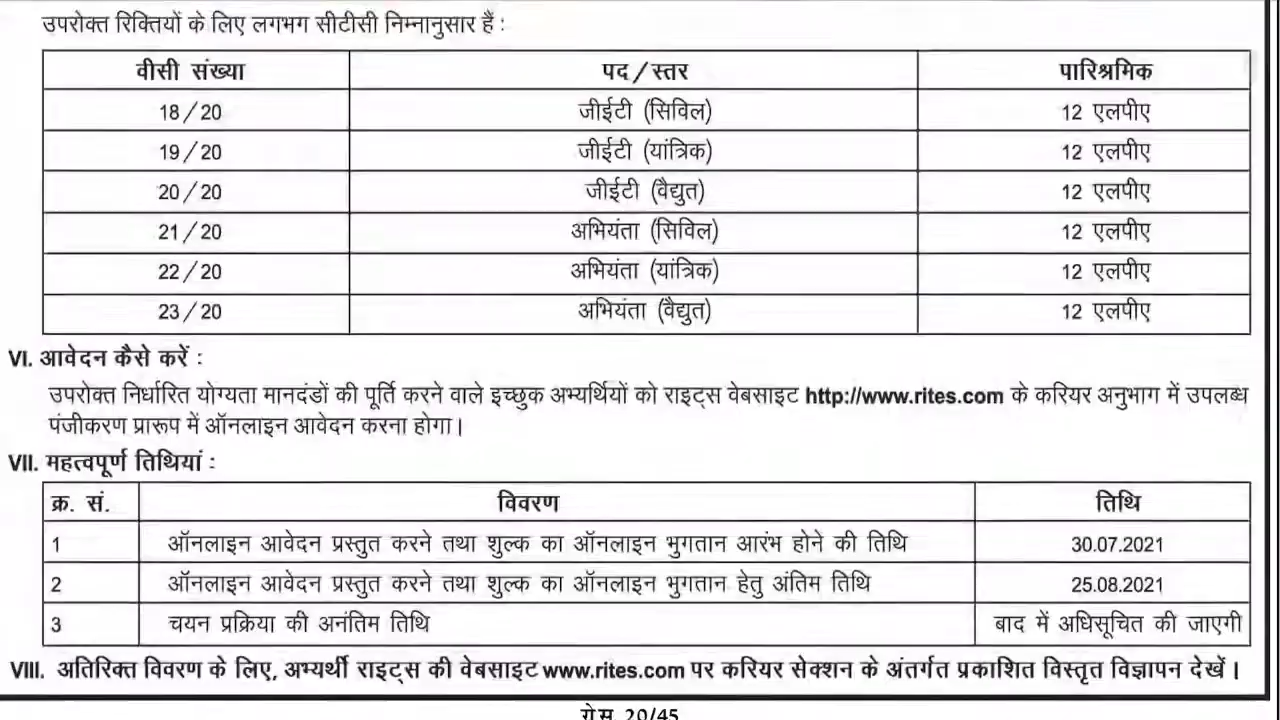 उपरोक्त रिक्तियों के लिए लगभग सीटीसी निम्नानुसार हैं :
वीसी संख्या पद/स्तर पारिश्रमिक
18/20 जीईटी (सिविल) 12 एलपीए
19/20 जीईटी (यांत्रिक) 12 एलपीए
20/20 जीईटी (वैद्युत) 12 एलपीए
21/20 अभियंता (सिविल) 12 एलपीए
22/20 अभियंता (यांत्रिक) 12 एलपीए
23/20 अभियंता (वैद्युत) 12 एलपीए
VI. आवेदन कैसे करें :
उपरोक्त निर्धारित योग्यता मानदंडों की पूर्ति करने वाले इच्छुक अभ्यर्थियों को राइट्स वेबसाइट http://www.rites.com के करियर अनुभाग में उपलब्ध
पंजीकरण प्रारूप में ऑनलाइन आवेदन करना होगा।
VII. महत्वपूर्ण तिथियां :
क्र. सं. विवरण तिथि
1 ऑनलाइन आवेदन प्रस्तुत करने तथा शुल्क का ऑनलाइन भुगतान आरंभ होने की तिथि 30.07.2021
2 ऑनलाइन आवेदन प्रस्तुत करने तथा शुल्क का ऑनलाइन भुगतान हेतु अंतिम तिथि 25.08.2021
3 चयन प्रक्रिया की अनंतिम तिथि बाद में अधिसूचित की जाएगी
VIII. अतिरिक्त विवरण के लिए, अभ्यर्थी राइट्स की वेबसाइट www.rites.com पर करियर सेक्शन के अंतर्गत प्रकाशित विस्तृत विज्ञापन देखें।
20/45